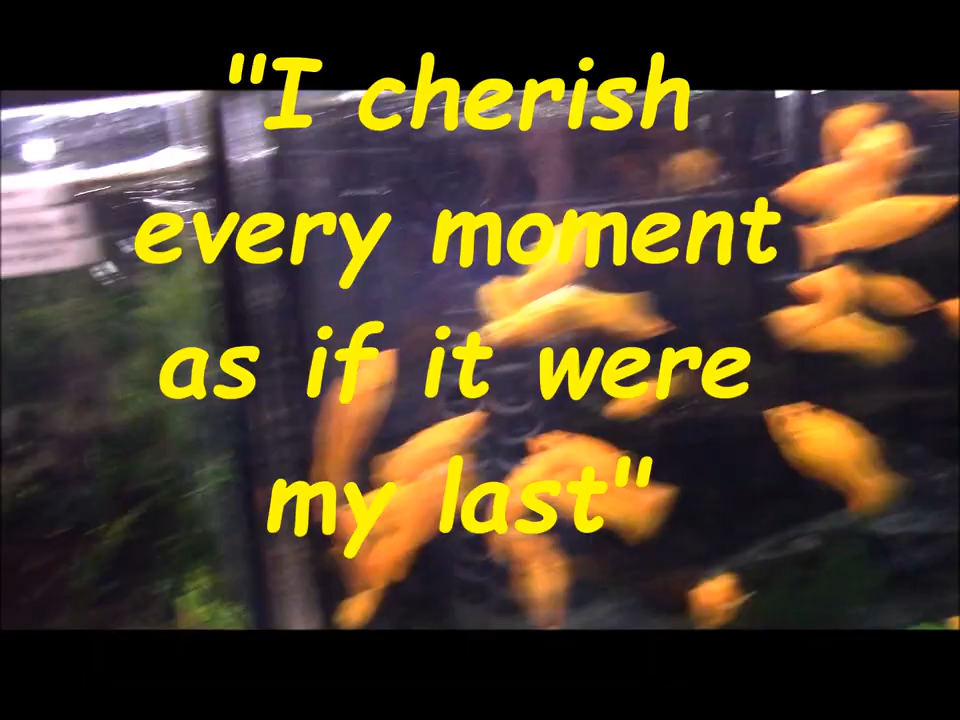 "I cherish
every moment
as if it were
my last"